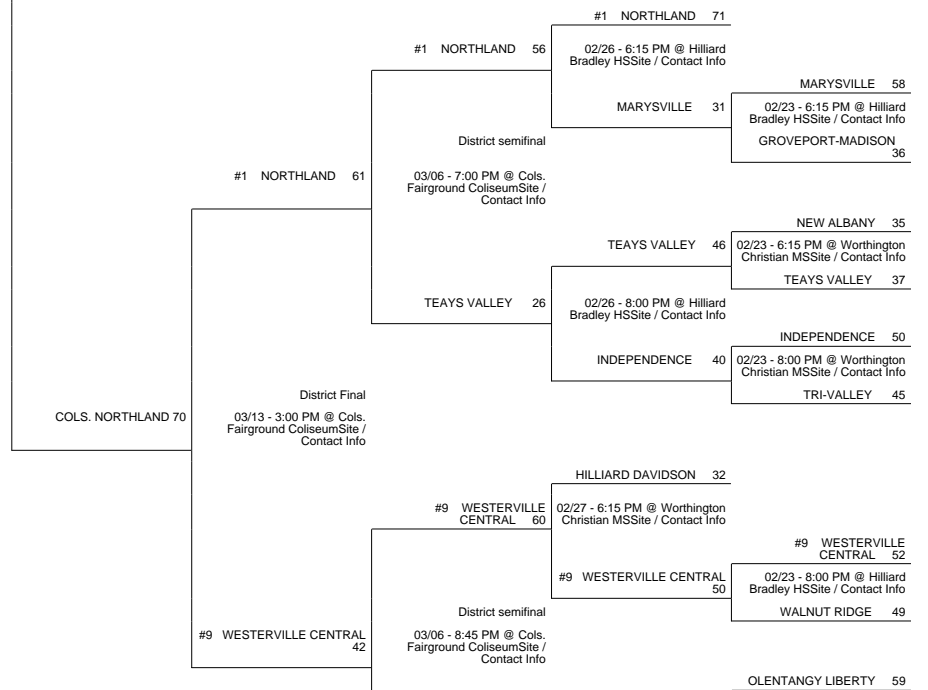 #1 NORTHLAND 71
#1 NORTHLAND 56
02/26 - 6:15 PM @ Hilliard
Bradley HSSite / Contact Info
MARYSVILLE 58
MARYSVILLE 31
02/23 - 6:15 PM @ Hilliard
Bradley HSSite / Contact Info
GROVEPORT-MADISON
36
District semifinal
#1 NORTHLAND 61
03/06 - 7:00 PM @ Cols.
Fairground ColiseumSite /
Contact Info
NEW ALBANY 35
TEAYS VALLEY 46
02/23 - 6:15 PM @ Worthington
Christian MSSite / Contact Info
TEAYS VALLEY 37
TEAYS VALLEY 26
02/26 - 8:00 PM @ Hilliard
Bradley HSSite / Contact Info
INDEPENDENCE 50
INDEPENDENCE 40
02/23 - 8:00 PM @ Worthington
Christian MSSite / Contact Info
TRI-VALLEY 45
District Final
COLS. NORTHLAND 70
03/13 - 3:00 PM @ Cols.
Fairground ColiseumSite /
Contact Info
HILLIARD DAVIDSON 32
#9 WESTERVILLE
CENTRAL 60
02/27 - 6:15 PM @ Worthington
Christian MSSite / Contact Info
#9 WESTERVILLE
CENTRAL 52
#9 WESTERVILLE CENTRAL
50
02/23 - 8:00 PM @ Hilliard
Bradley HSSite / Contact Info
WALNUT RIDGE 49
District semifinal
#9 WESTERVILLE CENTRAL
42
03/06 - 8:45 PM @ Cols.
Fairground ColiseumSite /
Contact Info
OLENTANGY LIBERTY 59